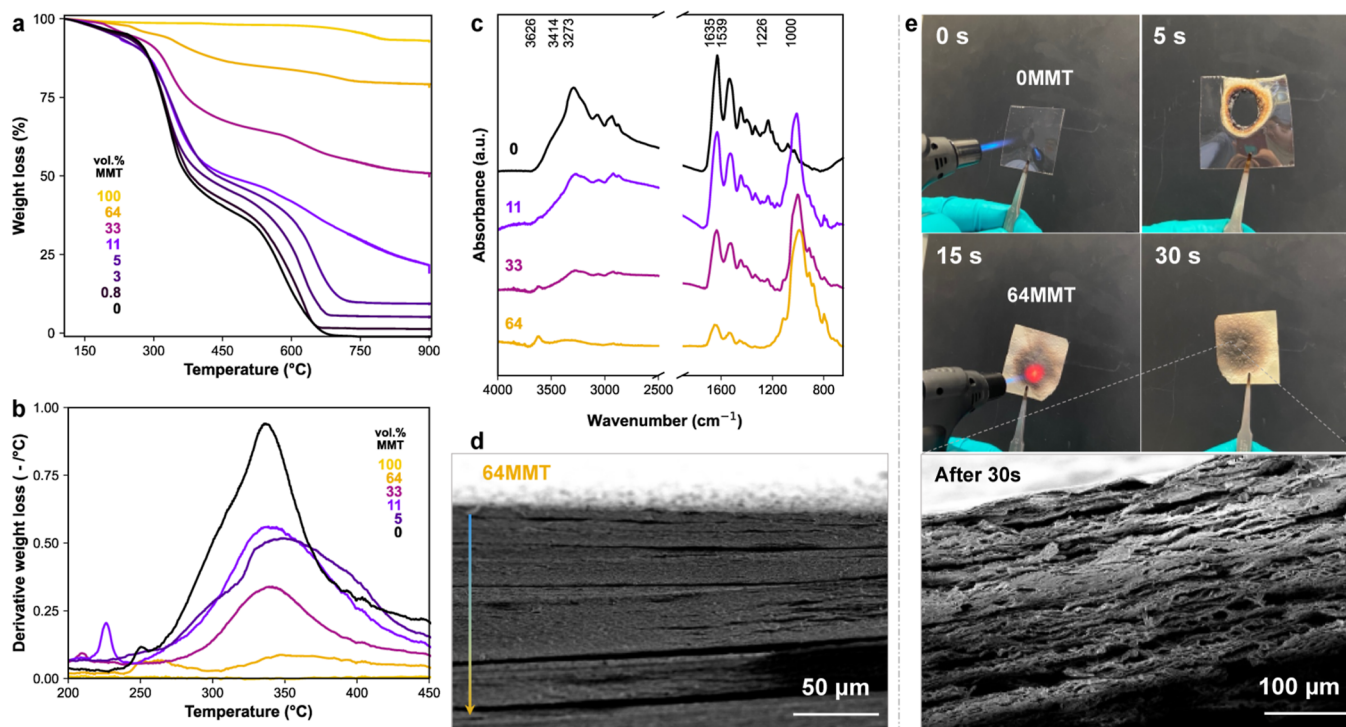 a
Weight loss (%)
100
75
50
25
0
vol.%
MMT
100
64
33
11
5
3
0.8
0
150
300
450
600
750
900
Temperature (°C)
b
Derivative weight loss ( - /°C)
1.00
0.75
0.50
0.25
0.00
vol.%
MMT
100
64
33
11
5
0
200
250
300
350
400
450
Temperature (°C)
c
Absorbance (a.u.)
3626
3414
3273
1635
1539
1226
1000
0
11
33
64
4000
3500
3000
2500
1600
1200
800
Wavenumber (cm⁻¹)
d
64MMT
50 µm
e
0 s
0MMT
5 s
15 s
64MMT
30 s
After 30s
100 µm